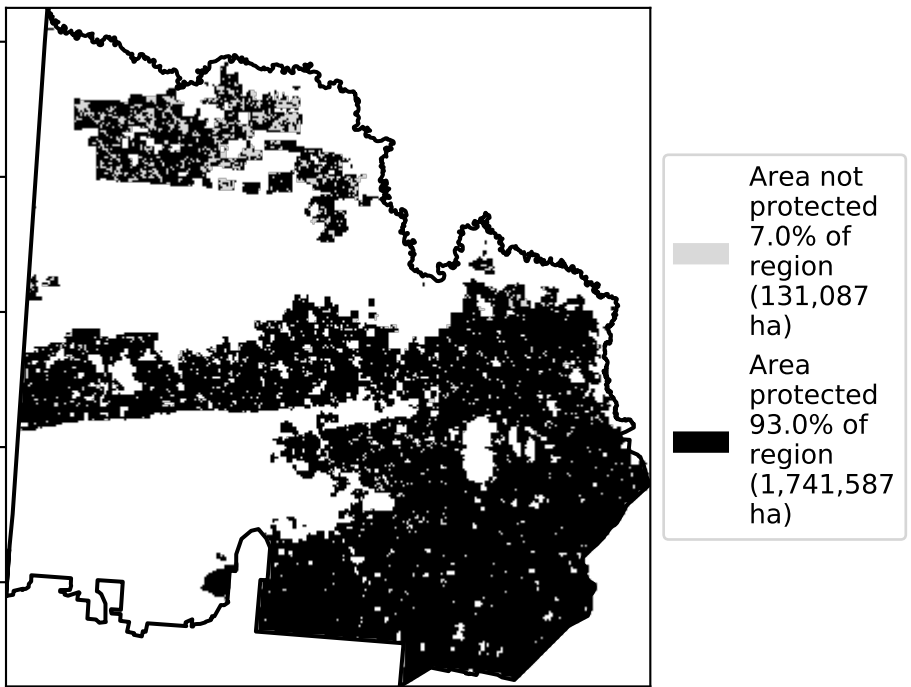 Area not
protected
7.0% of
region
(131,087
ha)
Area
protected
93.0% of
region
(1,741,587
ha)